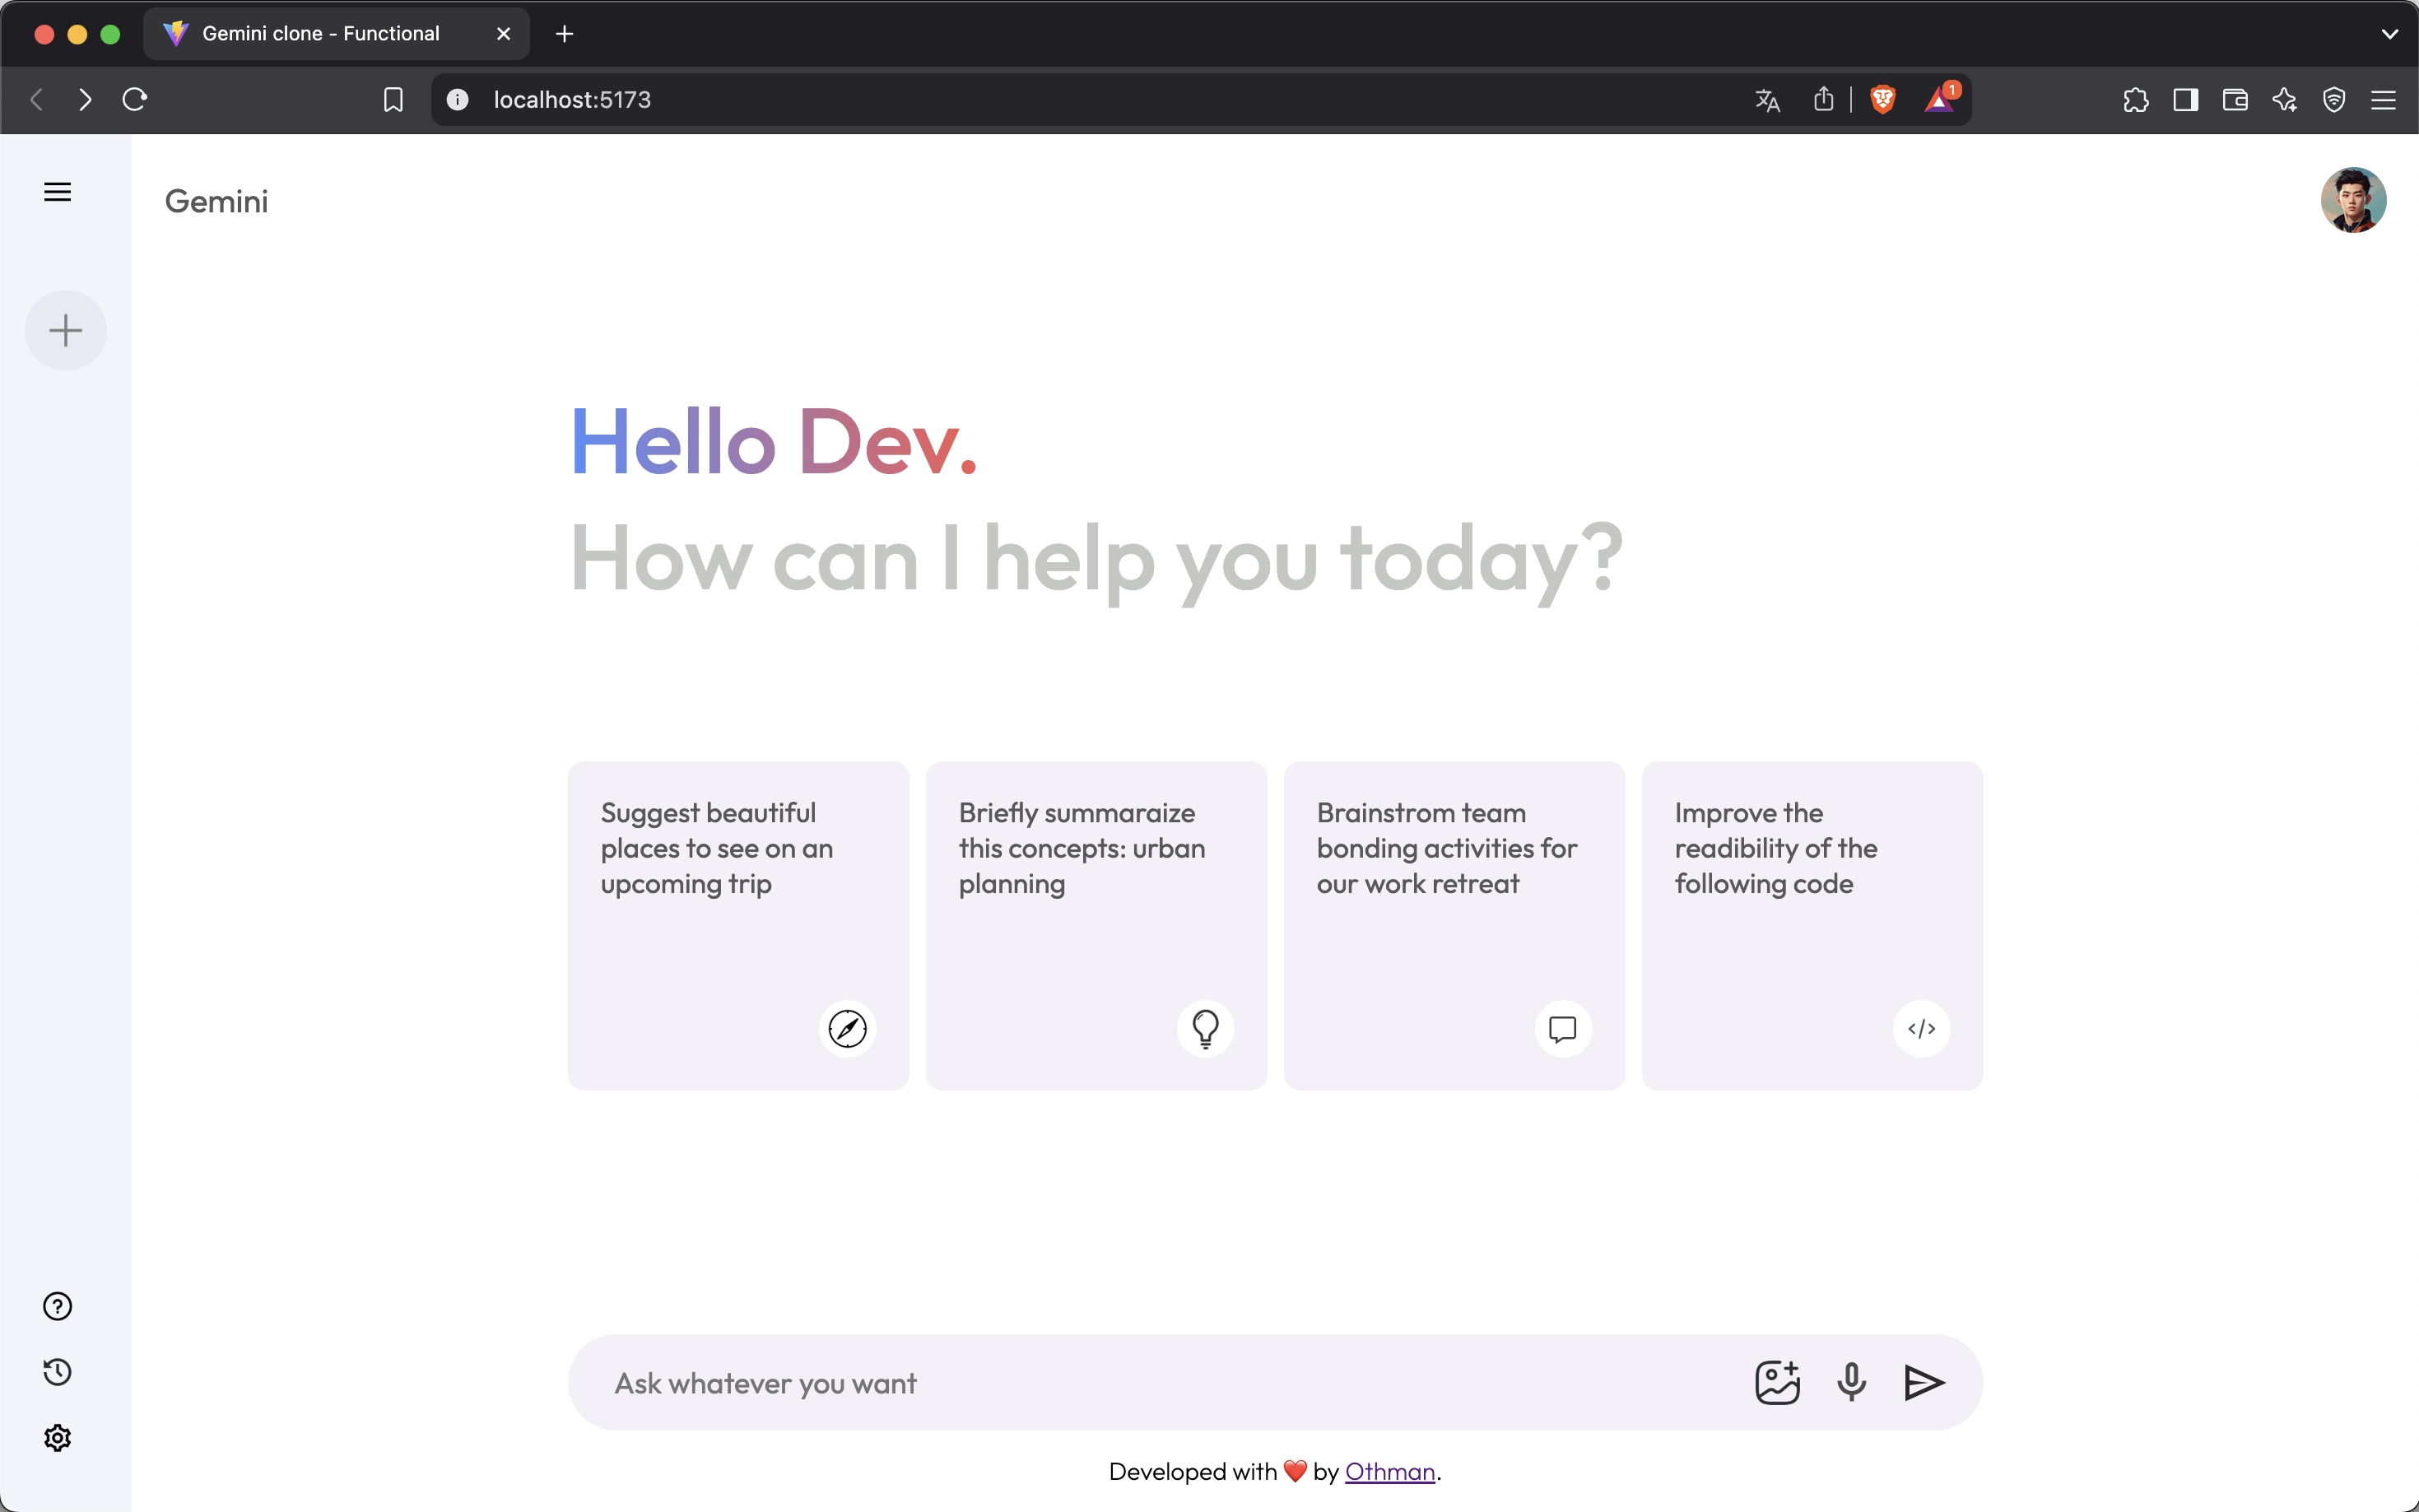 Gemini clone - Functional
localhost:5173
1
Gemini
Hello Dev.
How can I help you today?
Suggest beautiful
places to see on an
upcoming trip
Briefly summaraize
this concepts: urban
planning
Brainstrom team
bonding activities for
our work retreat
Improve the
readibility of the
following code
Ask whatever you want
Developed with ❤️ by Othman.